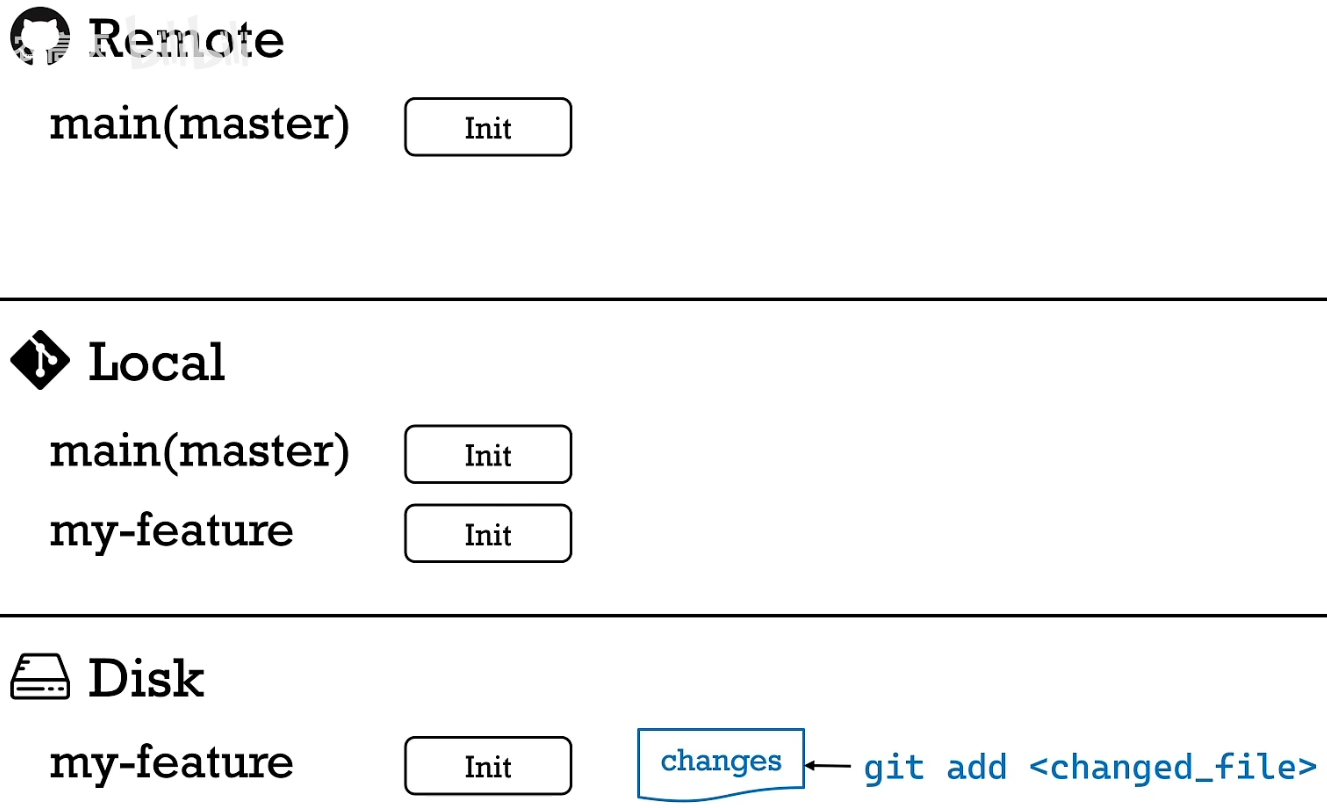 Remote
main(master) Init
Local
main(master) Init
my-feature Init
Disk
my-feature Init changes git add <changed_file>